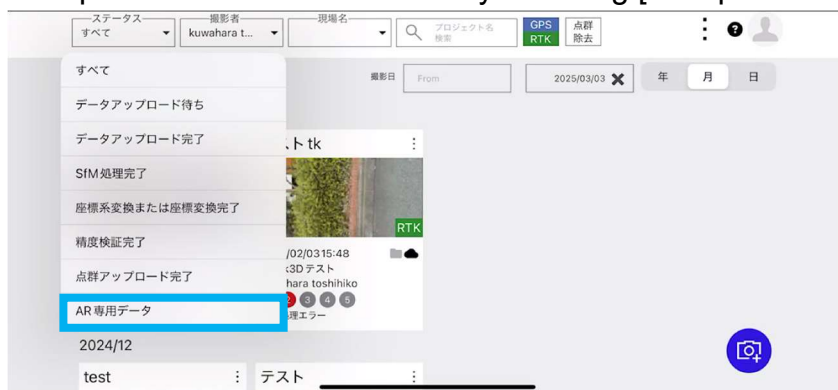 ステータス 撮影者 現場名
すべて kuwahara t... プロジェクト名 検索 GPS RTK 点群 除去
撮影日 From 2025/03/03 年 月 日
すべて
データアップロード待ち
データアップロード完了
SfM処理完了
座標系変換または座標変換完了
精度検証完了
点群アップロード完了
AR専用データ
スト tk
RTK
/02/03 15:48
3Dテスト
hara toshihiko
3 4 5
理エラー
2024/12
test テスト